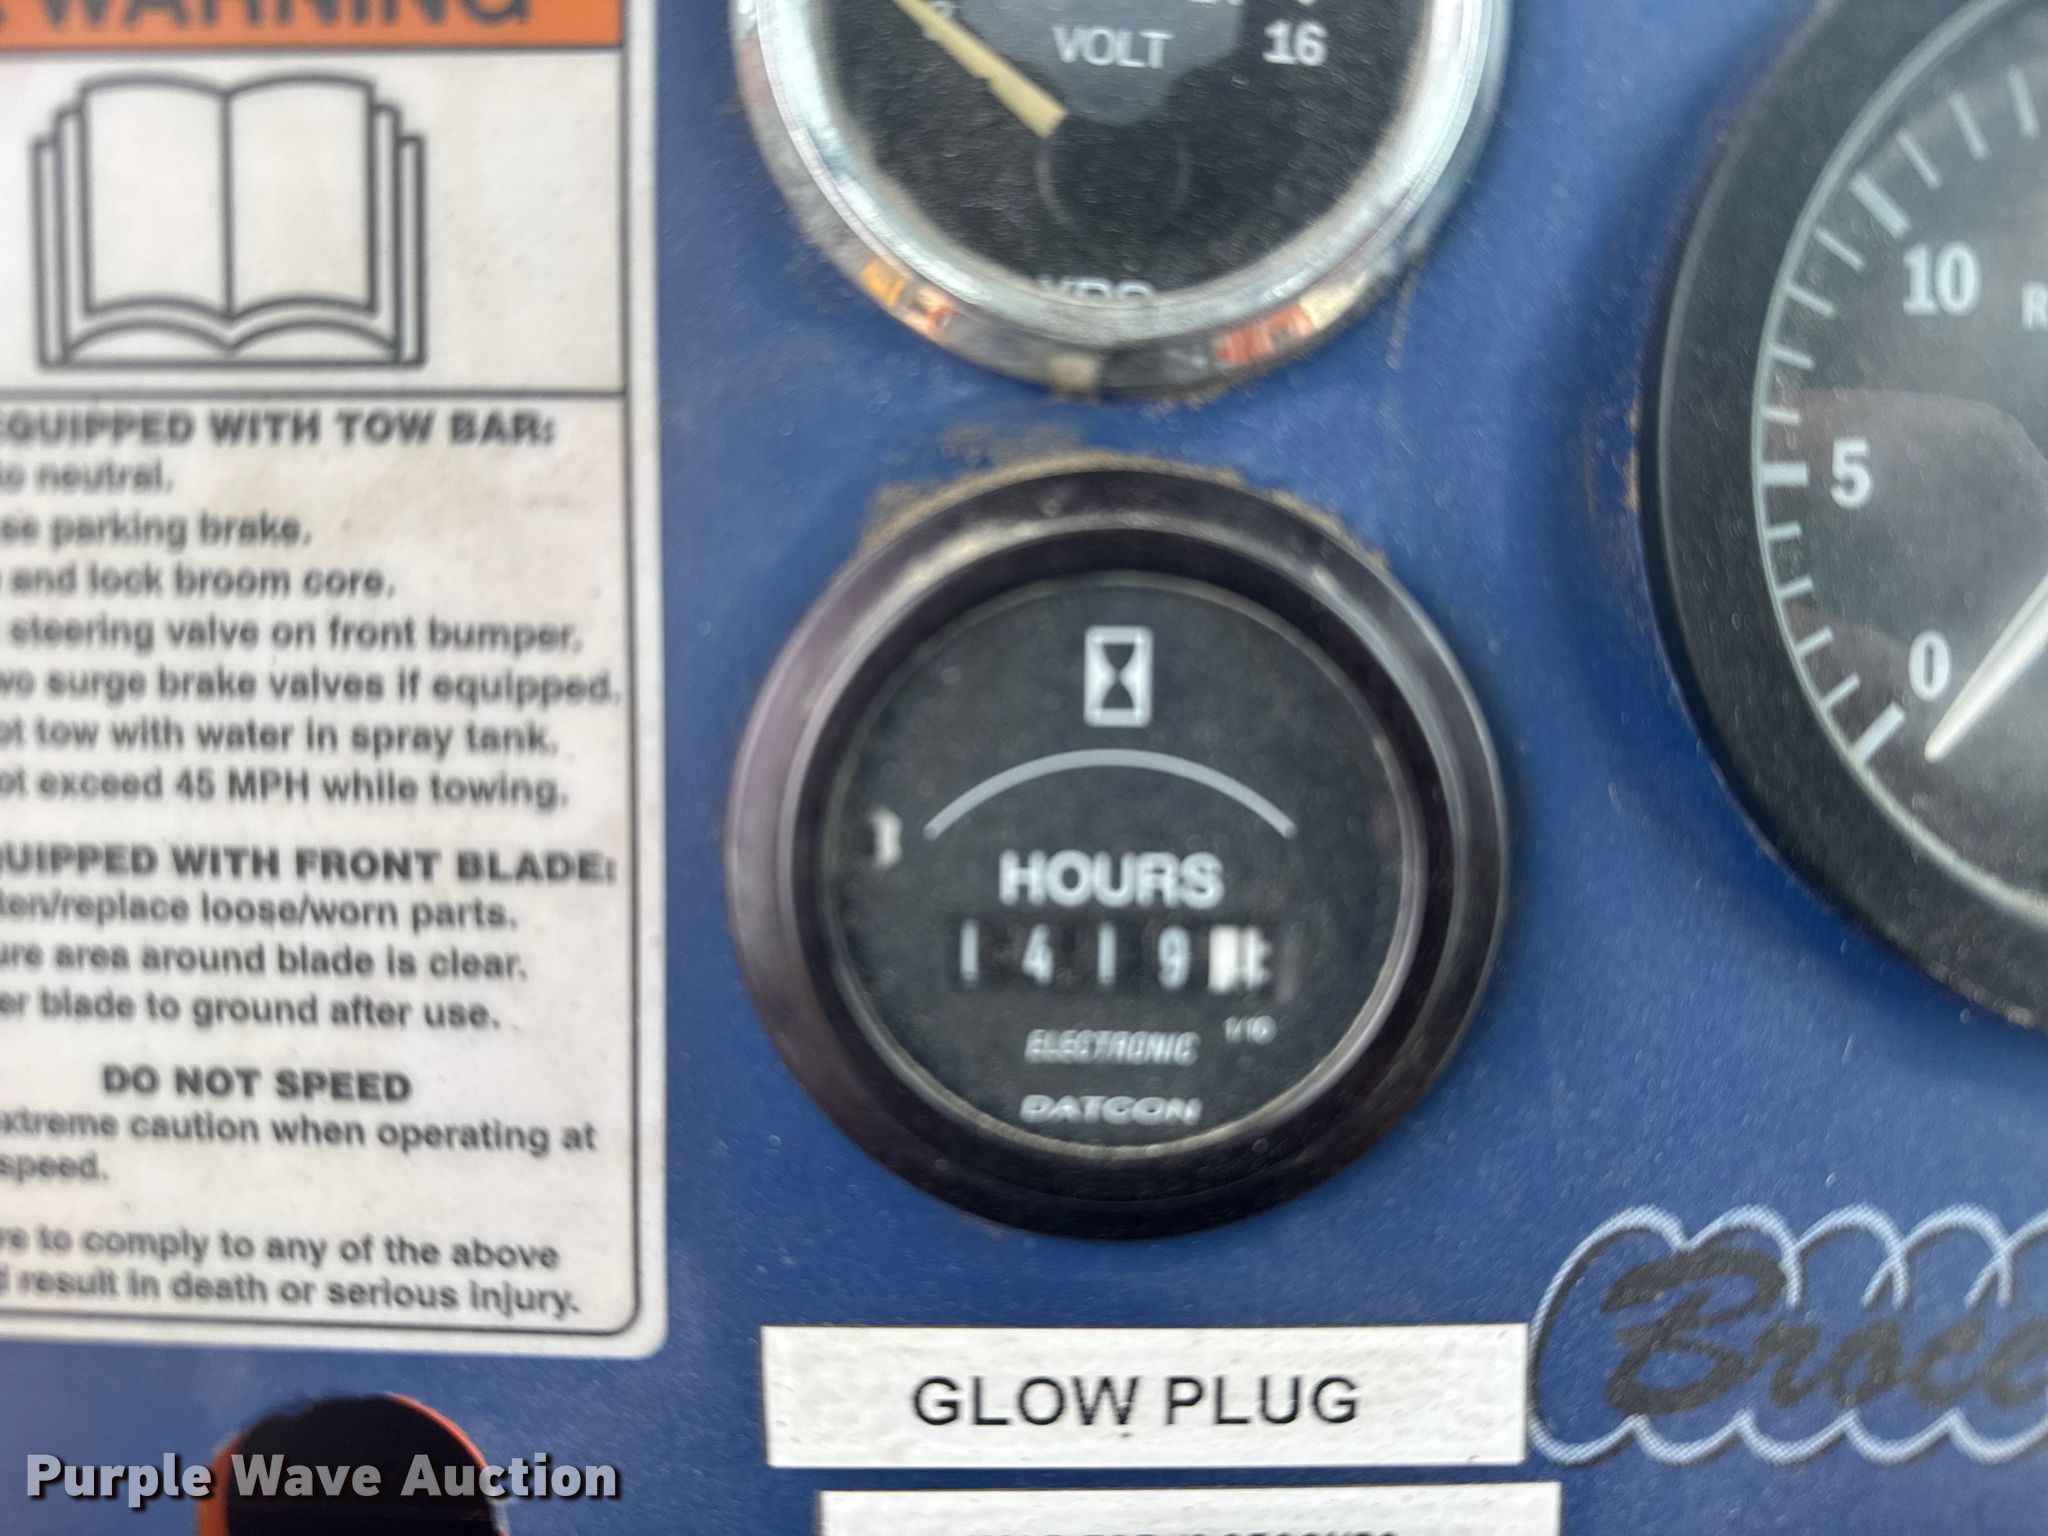 WARNING
EQUIPPED WITH TOW BAR:
to neutral.
parking brake.
and lock broom core.
steering valve on front bumper.
two surge brake valves if equipped.
tow with water in spray tank.
exceed 45 MPH while towing.
EQUIPPED WITH FRONT BLADE:
loose/worn parts.
area around blade is clear.
blade to ground after use.
DO NOT SPEED
extreme caution when operating at
speed.
to comply to any of the above
result in death or serious injury.
VOLT
16
VDO
HOURS
1 4 1 9
1/10
ELECTRONIC
DATCON
10
5
0
GLOW PLUG
Purple Wave Auction